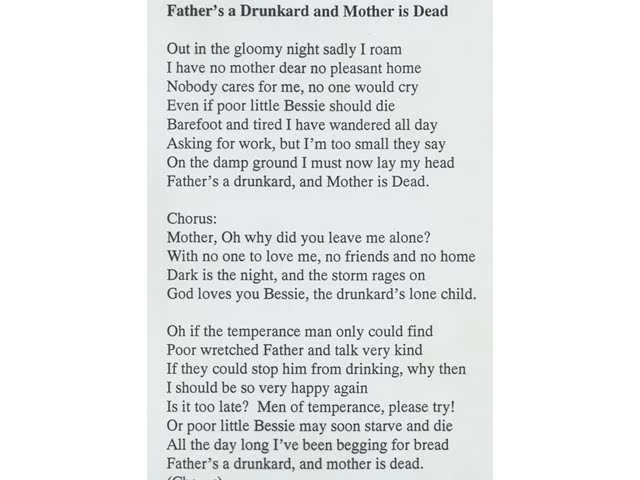 Father's a Drunkard and Mother is Dead
Out in the gloomy night sadly I roam
I have no mother dear no pleasant home
Nobody cares for me, no one would cry
Even if poor little Bessie should die
Barefoot and tired I have wandered all day
Asking for work, but I'm too small they say
On the damp ground I must now lay my head
Father's a drunkard, and Mother is Dead.
Chorus:
Mother, Oh why did you leave me alone?
With no one to love me, no friends and no home
Dark is the night, and the storm rages on
God loves you Bessie, the drunkard's lone child.
Oh if the temperance man only could find
Poor wretched Father and talk very kind
If they could stop him from drinking, why then
I should be so very happy again
Is it too late?  Men of temperance, please try!
Or poor little Bessie may soon starve and die
All the day long I've been begging for bread
Father's a drunkard, and mother is dead.
(Chorus)